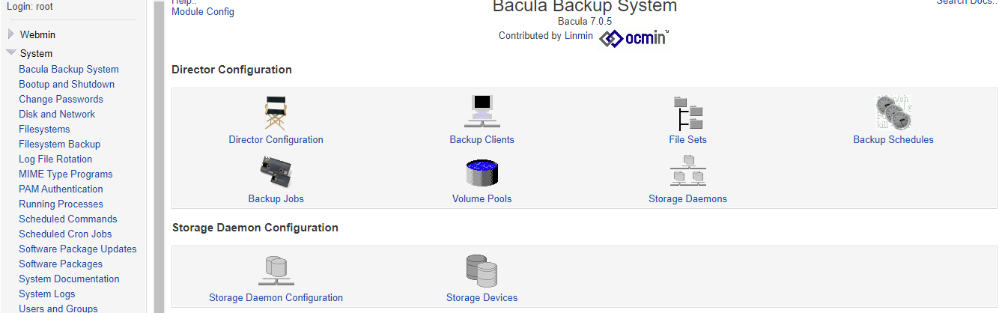 Login: root
Webmin
System
Bacula Backup System
Bootup and Shutdown
Change Passwords
Disk and Network
Filesystems
Filesystem Backup
Log File Rotation
MIME Type Programs
PAM Authentication
Running Processes
Scheduled Commands
Scheduled Cron Jobs
Software Package Updates
Software Packages
System Documentation
System Logs
Users and Groups
Help..
Module Config
Bacula Backup System
Bacula 7.0.5
Contributed by Linmin ocmin
Search Docs..
Director Configuration
Director Configuration
Backup Clients
File Sets
Backup Schedules
Backup Jobs
Volume Pools
Storage Daemons
Storage Daemon Configuration
Storage Daemon Configuration
Storage Devices